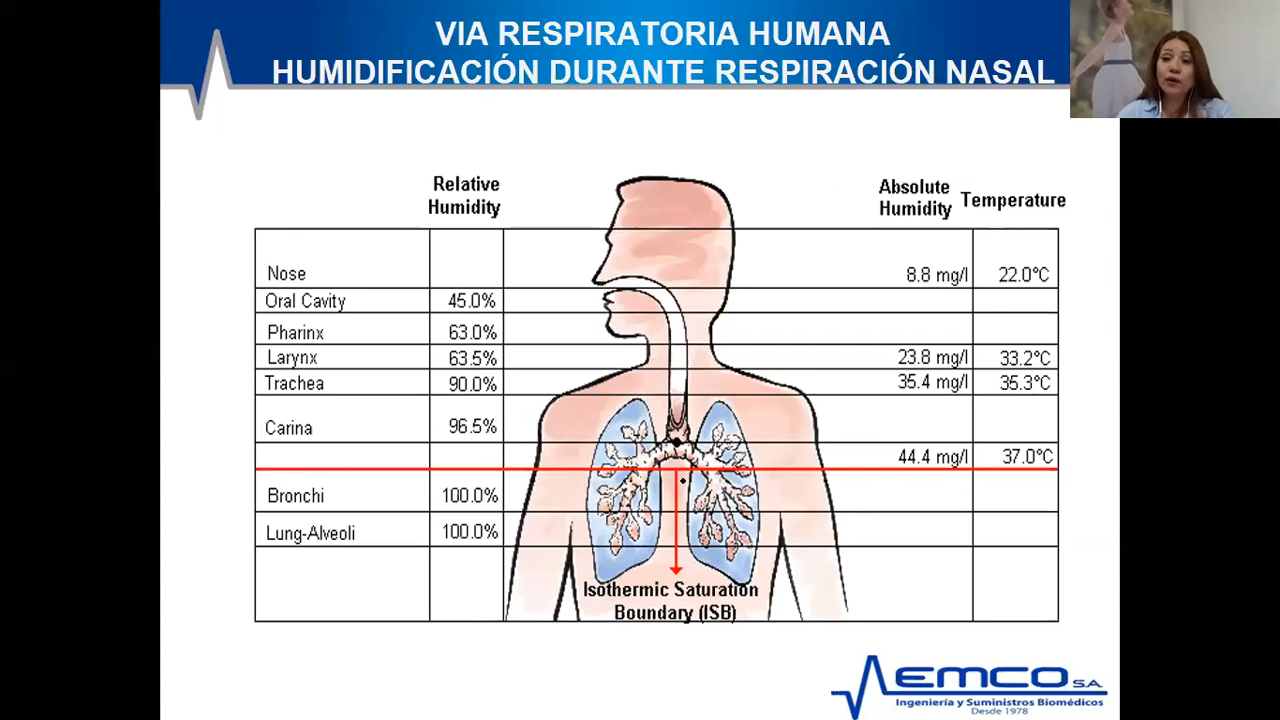 VIA RESPIRATORIA HUMANA
HUMIDIFICACIÓN DURANTE RESPIRACIÓN NASAL
Relative
Humidity
Absolute
Humidity
Temperature
Nose 8.8 mg/l 22.0°C
Oral Cavity 45.0%
Pharinx 63.0%
Larynx 63.5% 23.8 mg/l 33.2°C
Trachea 90.0% 35.4 mg/l 35.3°C
Carina 96.5%
44.4 mg/l 37.0°C
Bronchi 100.0%
Lung-Alveoli 100.0%
Isothermic Saturation
Boundary (ISB)
EMCO S.A.
Ingeniería y Suministros Biomédicos
Desde 1978